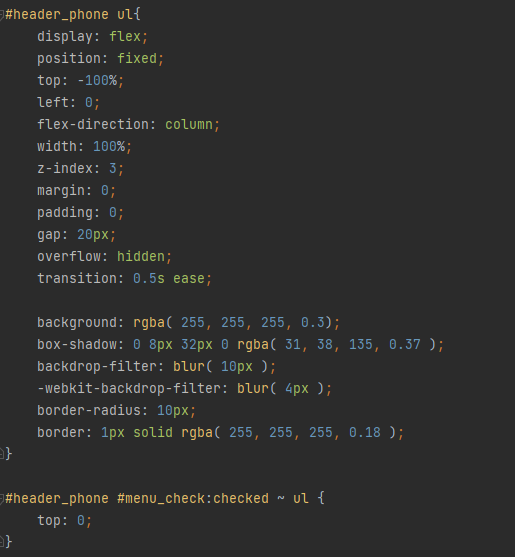 #header_phone ul{
    display: flex;
    position: fixed;
    top: -100%;
    left: 0;
    flex-direction: column;
    width: 100%;
    z-index: 3;
    margin: 0;
    padding: 0;
    gap: 20px;
    overflow: hidden;
    transition: 0.5s ease;

    background: rgba( 255, 255, 255, 0.3);
    box-shadow: 0 8px 32px 0 rgba( 31, 38, 135, 0.37 );
    backdrop-filter: blur( 10px );
    -webkit-backdrop-filter: blur( 4px );
    border-radius: 10px;
    border: 1px solid rgba( 255, 255, 255, 0.18 );
}

#header_phone #menu_check:checked ~ ul {
    top: 0;
}